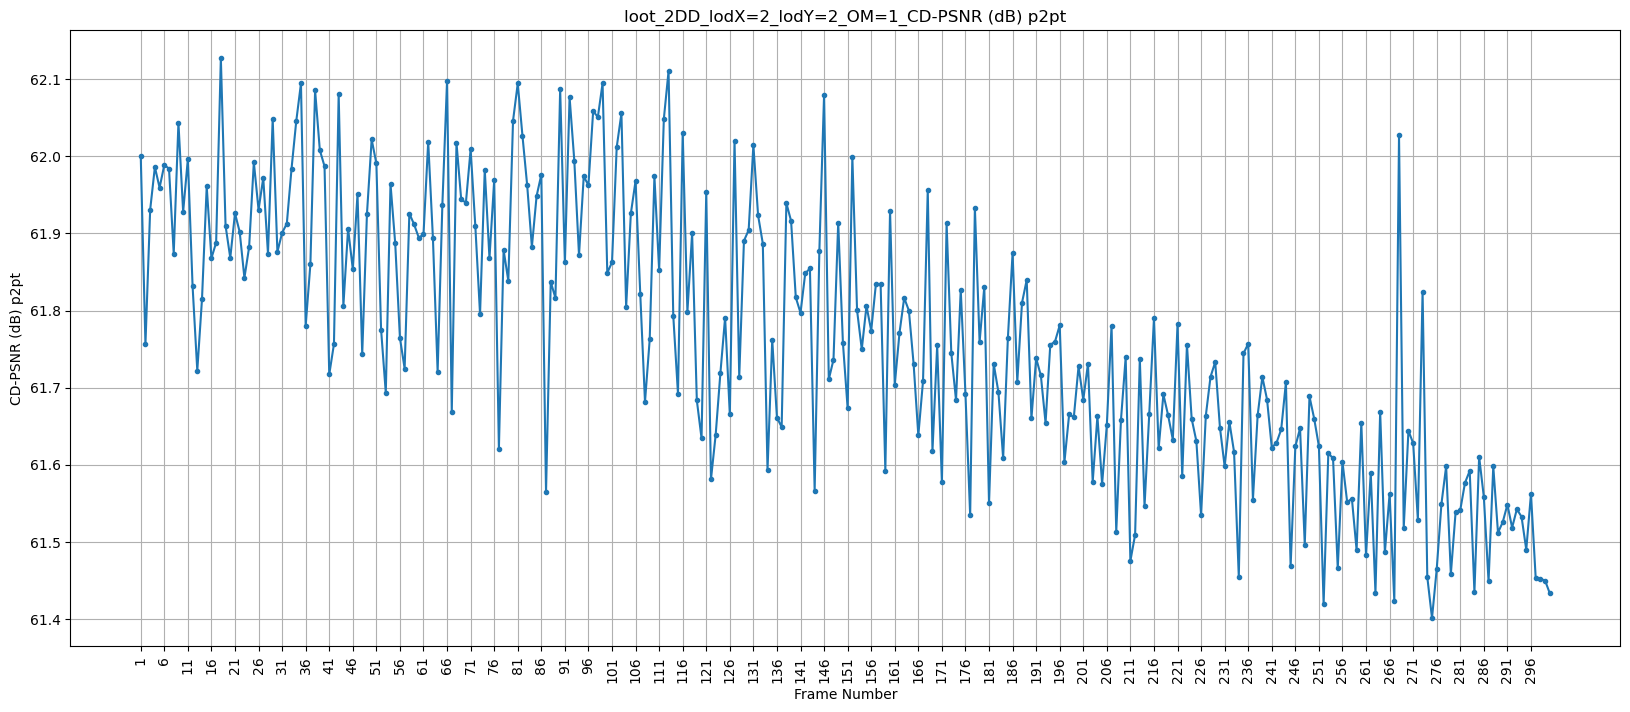 loot_2DD_lodX=2_lodY=2_OM=1_CD-PSNR (dB) p2pt
CD-PSNR (dB) p2pt
62.1
62.0
61.9
61.8
61.7
61.6
61.5
61.4
1 6 11 16 21 26 31 36 41 46 51 56 61 66 71 76 81 86 91 96 101 106 111 116 121 126 131 136 141 146 151 156 161 166 171 176 181 186 191 196 201 206 211 216 221 226 231 236 241 246 251 256 261 266 271 276 281 286 291 296
Frame Number